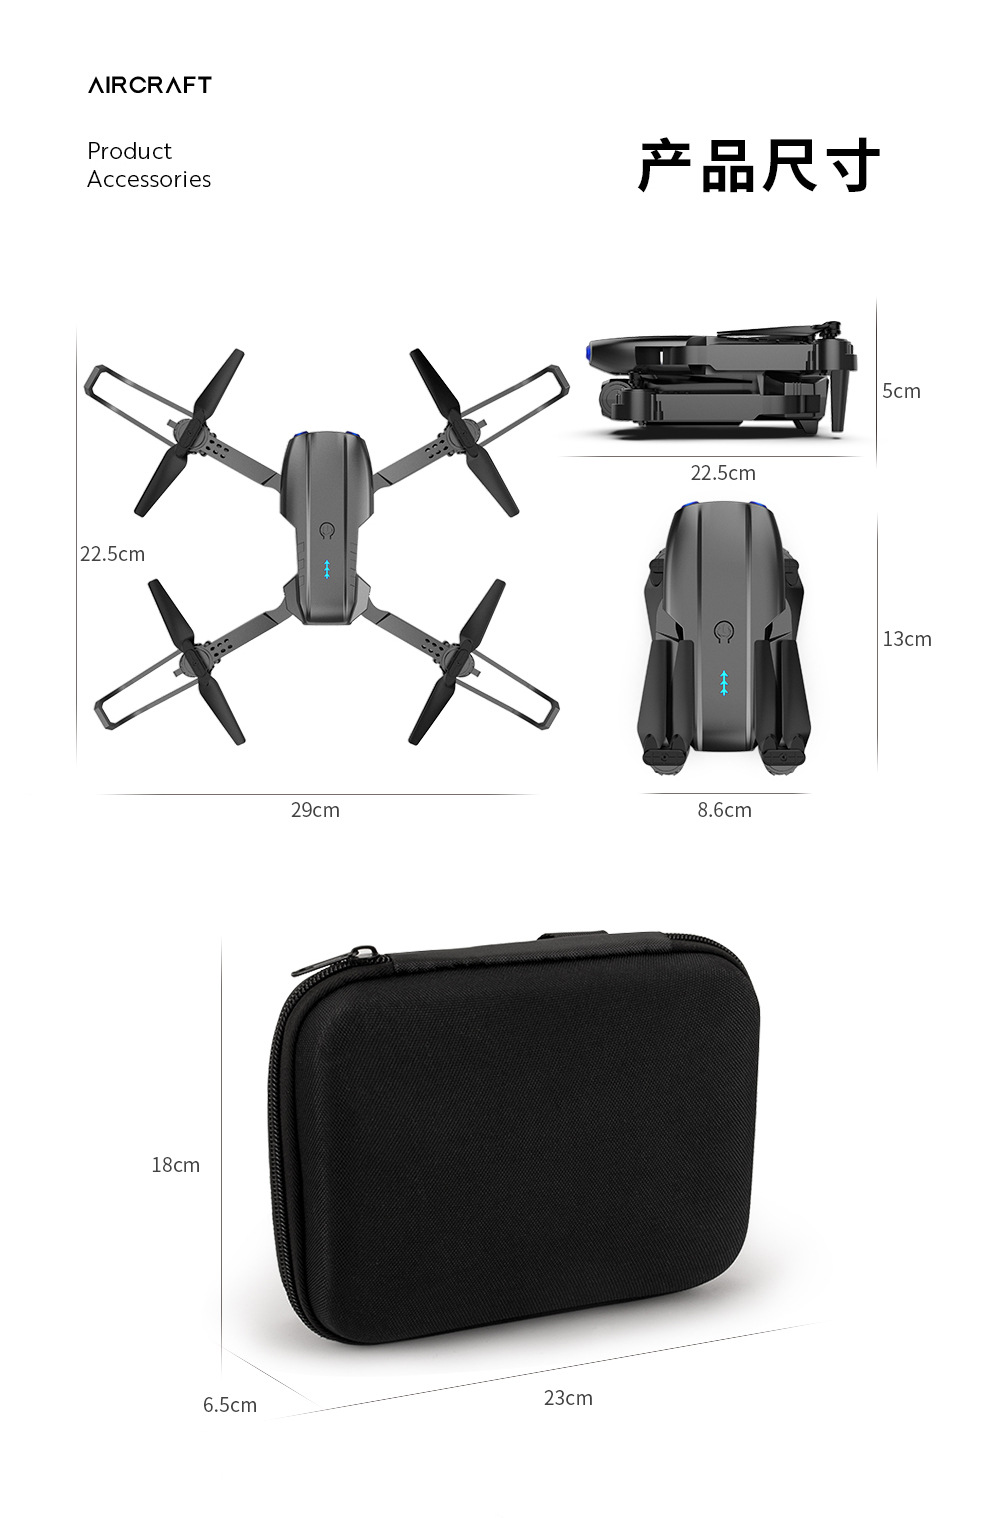 AIRCRAFT
Product
Accessories
产品尺寸
5cm
22.5cm
22.5cm
13cm
29cm
8.6cm
18cm
6.5cm
23cm